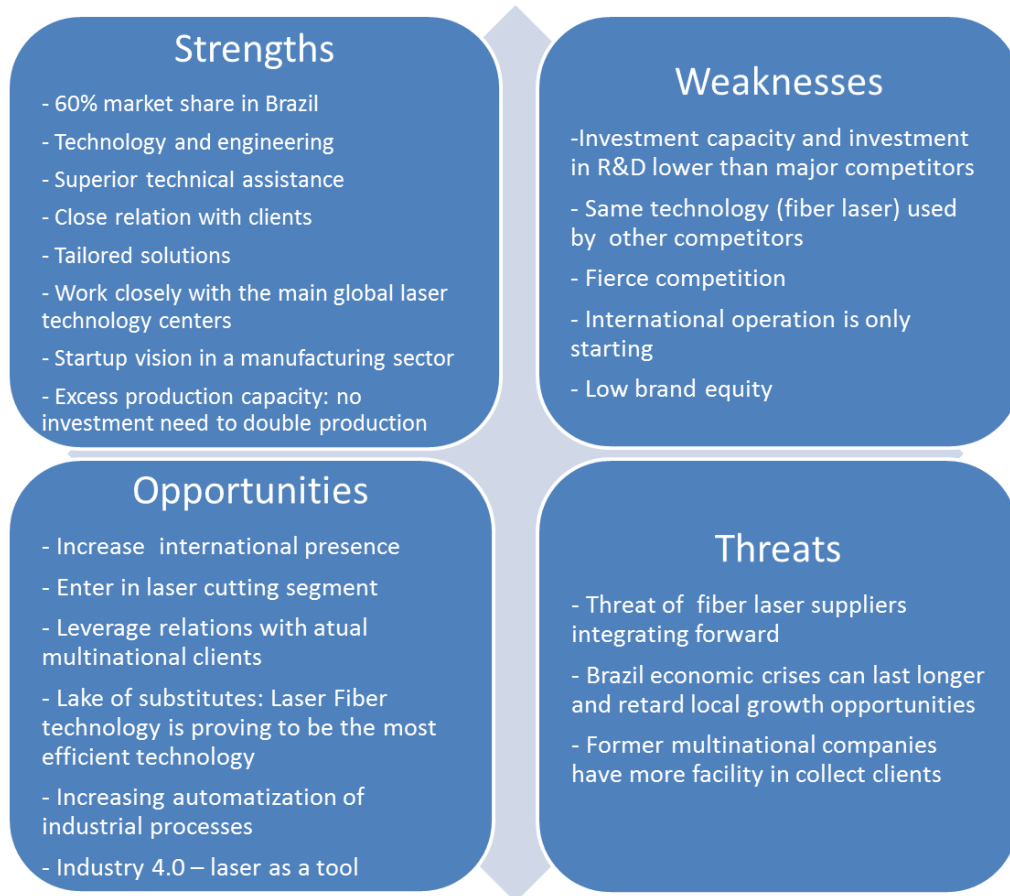 Strengths
- 60% market share in Brazil
- Technology and engineering
- Superior technical assistance
- Close relation with clients
- Tailored solutions
- Work closely with the main global laser
technology centers
- Startup vision in a manufacturing sector
- Excess production capacity: no
investment need to double production
Weaknesses
-Investment capacity and investment
in R&D lower than major competitors
- Same technology (fiber laser) used
by other competitors
- Fierce competition
- International operation is only
starting
- Low brand equity
Opportunities
- Increase international presence
- Enter in laser cutting segment
- Leverage relations with atual
multinational clients
- Lake of substitutes: Laser Fiber
technology is proving to be the most
efficient technology
- Increasing automatization of
industrial processes
- Industry 4.0 – laser as a tool
Threats
- Threat of fiber laser suppliers
integrating forward
- Brazil economic crises can last longer
and retard local growth opportunities
- Former multinational companies
have more facility in collect clients